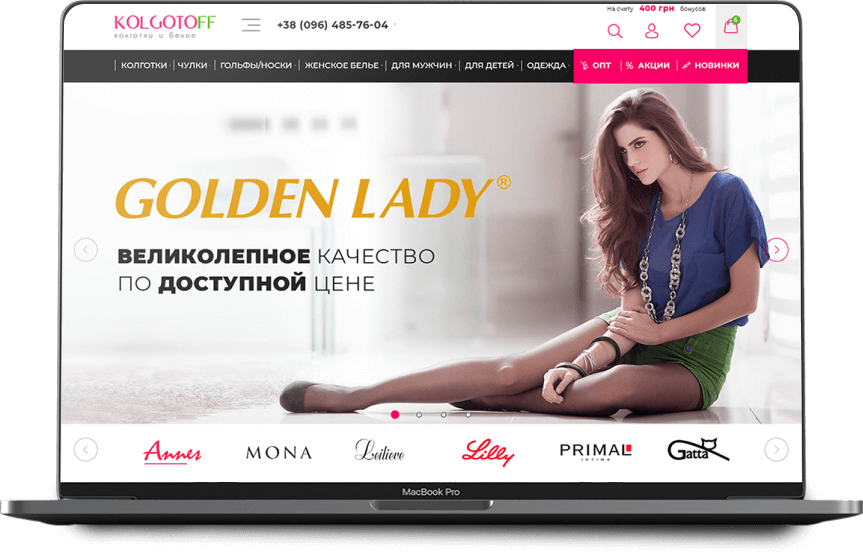 KOLGOTOFF
колготки и белье
+38 (096) 485-76-04
На счету 400 грн бонусов
6
КОЛГОТКИ
ЧУЛКИ
ГОЛЬФЫ/НОСКИ
ЖЕНСКОЕ БЕЛЬЕ
ДЛЯ МУЖЧИН
ДЛЯ ДЕТЕЙ
ОДЕЖДА
ОПТ
% АКЦИИ
НОВИНКИ
GOLDEN LADY®
ВЕЛИКОЛЕПНОЕ КАЧЕСТВО
ПО ДОСТУПНОЙ ЦЕНЕ
Annes
MONA
Leilieve
Lilly
PRIMAL
INTIMO
Gatta
MacBook Pro